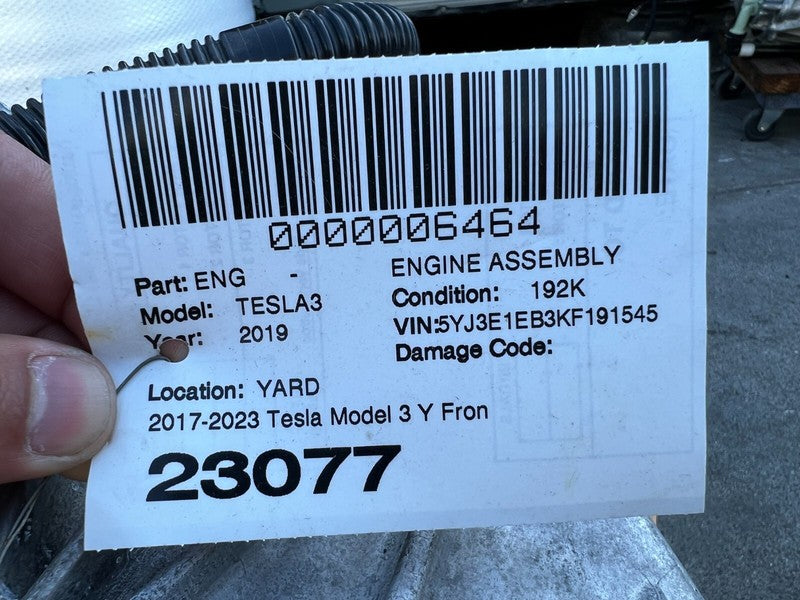 0000006464
Part: ENG - ENGINE ASSEMBLY
Model: TESLA3 Condition: 192K
Year: 2019 VIN:5YJ3E1EB3KF191545
Damage Code:
Location: YARD
2017-2023 Tesla Model 3 Y Fron
23077